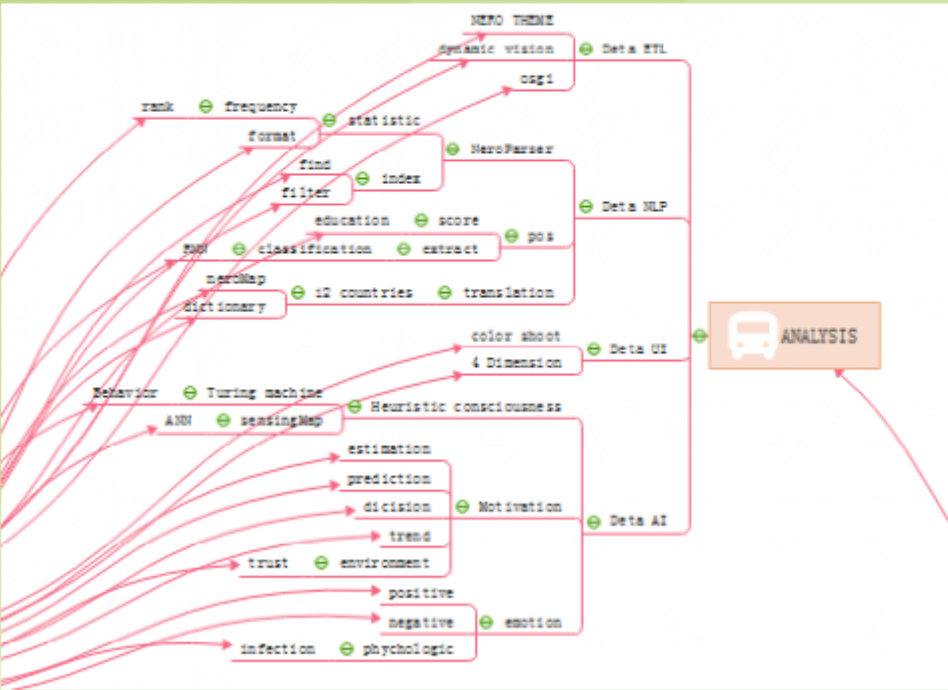 NERO THEME
dynamic vision
Deta ETL
osgi
rank frequency
statistic
format
NeroParser
find
index
filter
Deta NLP
education score
pos
classification extract
neroMap
12 countries translation
dictionary
color shoot
ANALYSIS
Deta UI
4 Dimension
Behavior Turing machine
Heuristic consciousness
ANN sensingMap
estimation
prediction
dicision
Motivation
Deta AI
trend
trust environment
positive
negative
emotion
infection phychologic